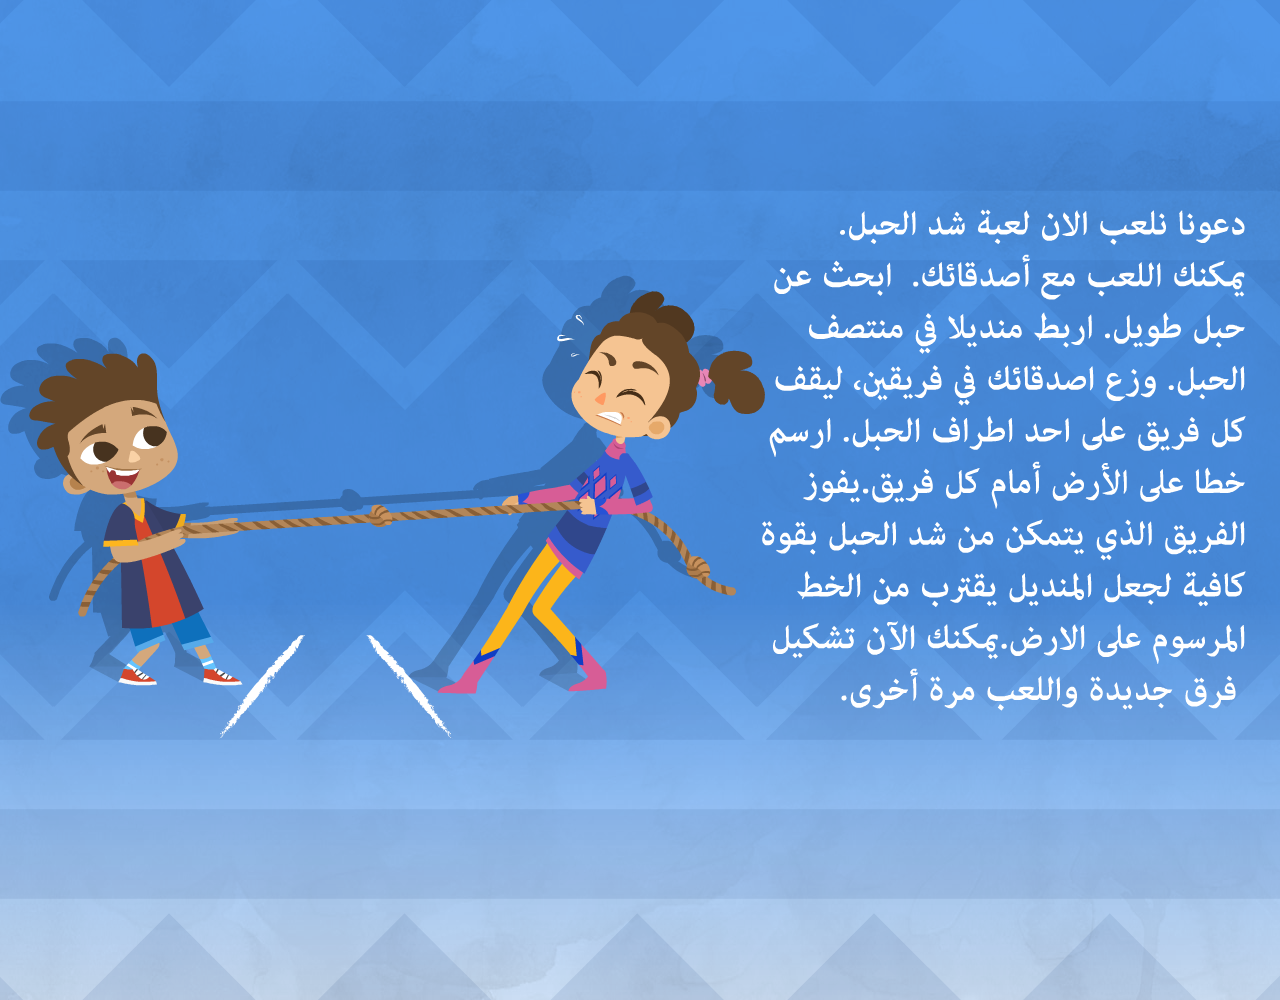 دعونا نلعب الان لعبة شد الحبل.
يمكنك اللعب مع أصدقائك.  ابحث عن
حبل طويل. اربط منديلا في منتصف
الحبل. وزع اصدقائك في فريقين، ليقف
كل فريق على احد اطراف الحبل. ارسم
خطا على الأرض أمام كل فريق.يفوز
الفريق الذي يتمكن من شد الحبل بقوة
كافية لجعل المنديل يقترب من الخط
المرسوم على الارض.يمكنك الآن تشكيل
فرق جديدة واللعب مرة أخرى.